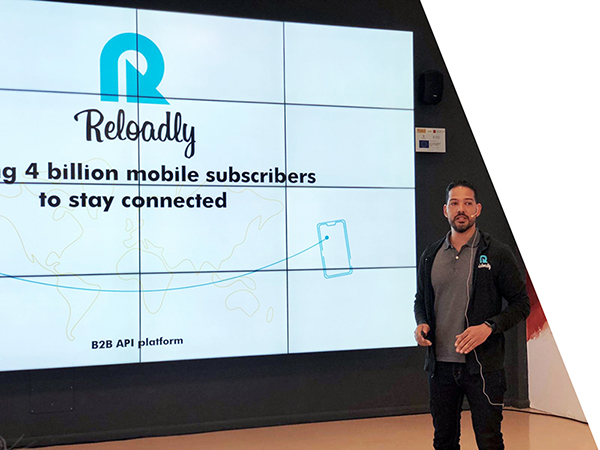 Reloadly
g 4 billion mobile subscribers
to stay connected
B2B API platform
Reloadly